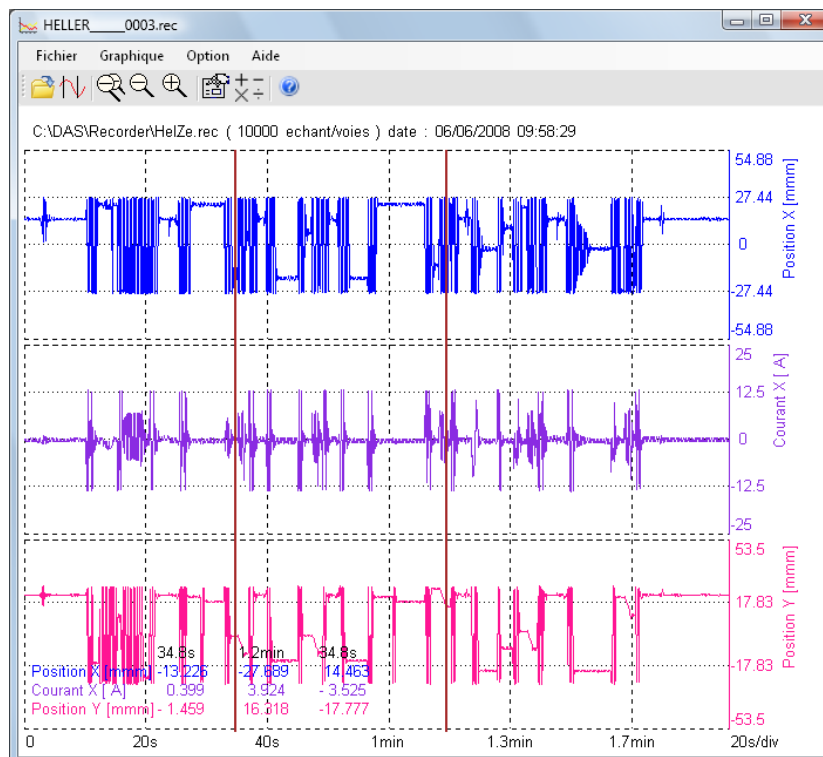 HELLER_____0003.rec
Fichier Graphique Option Aide
C:\DAS\Recorder\HelZe.rec ( 10000 echant/voies ) date : 06/06/2008 09:58:29
54.88
27.44
0
-27.44
-54.88
Position X [mmm]
25
12.5
0
-12.5
-25
Courant X [ A]
53.5
17.83
-17.83
-53.5
Position Y [mmm]
34.8s 1.2min 34.8s
Position X [mmm] -13.226 -27.689 14.463
Courant X [ A] 0.399 3.924 - 3.525
Position Y [mmm] - 1.459 16.318 -17.777
0 20s 40s 1min 1.3min 1.7min 20s/div